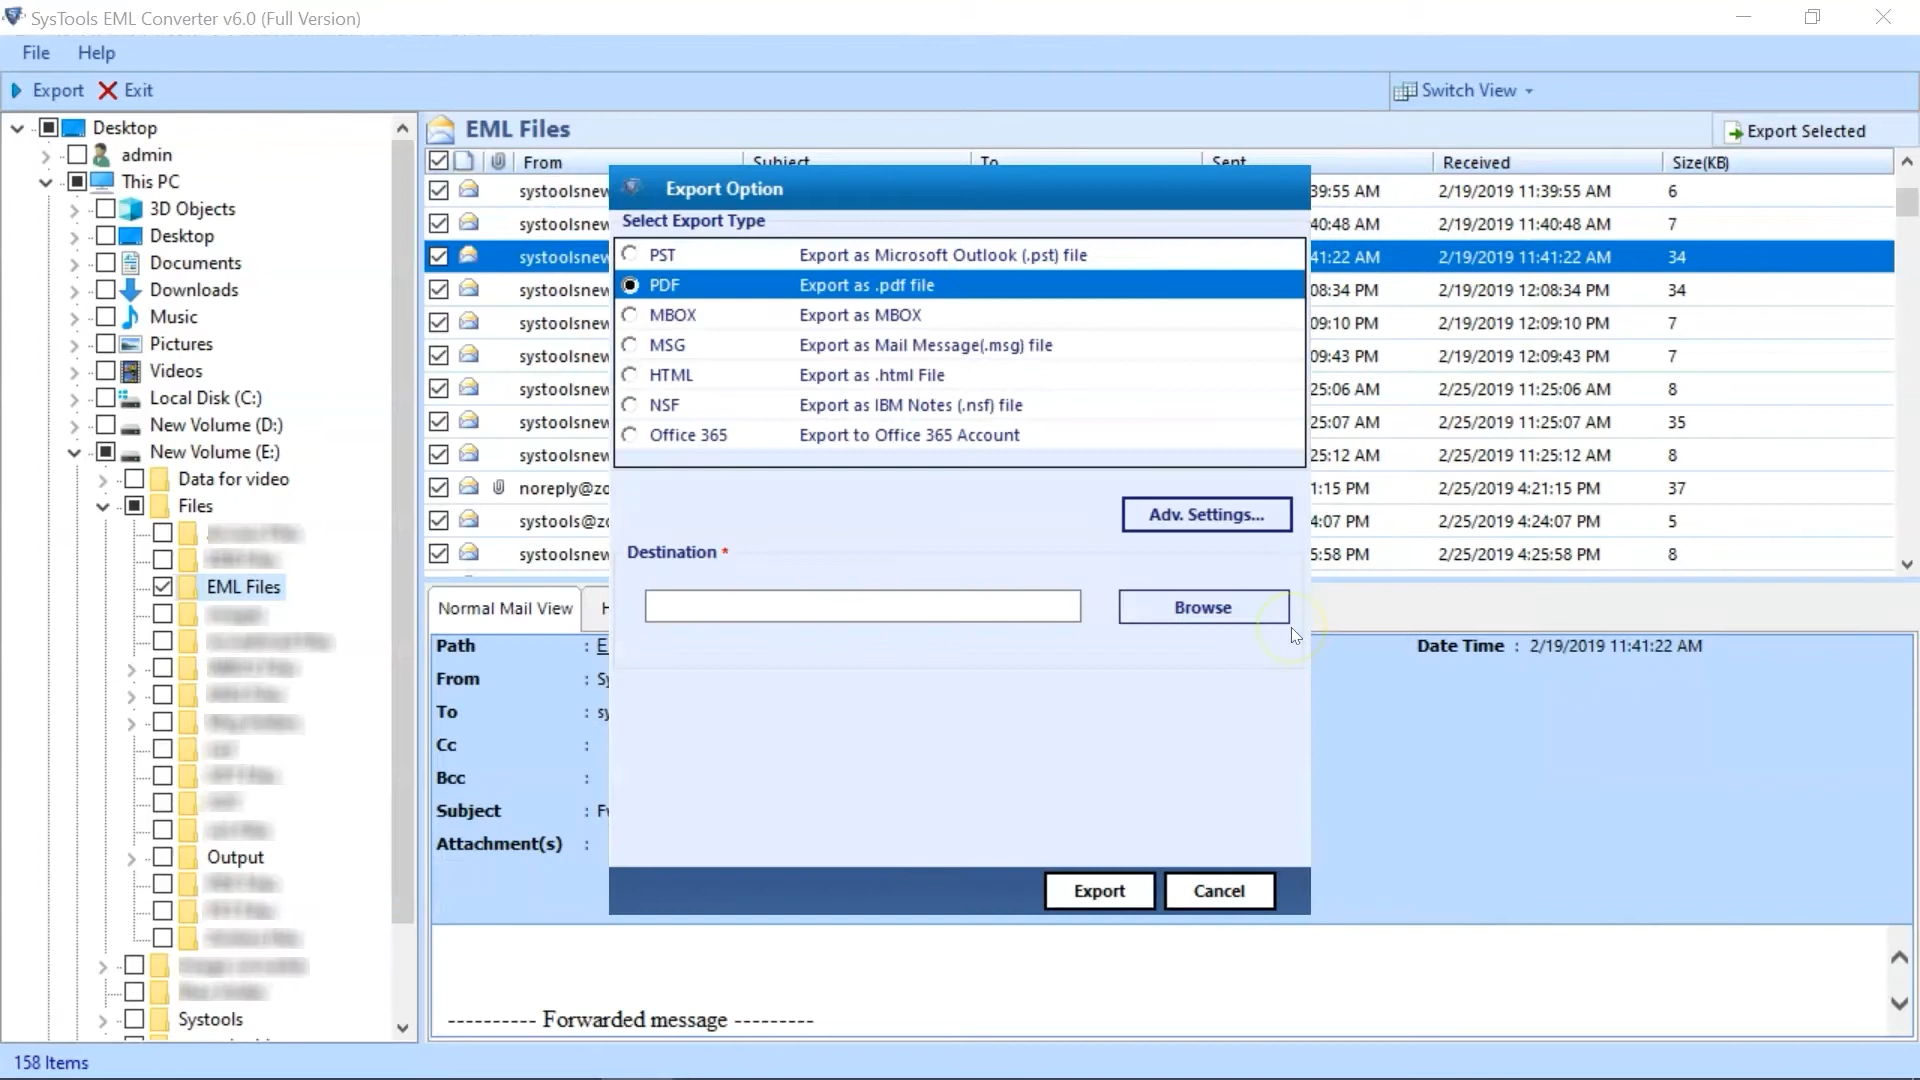 SysTools EML Converter v6.0 (Full Version)
File Help
Export Exit Switch View
Desktop
admin
This PC
3D Objects
Desktop
Documents
Downloads
Music
Pictures
Videos
Local Disk (C:)
New Volume (D:)
New Volume (E:)
Data for video
Files
EML Files
Output
Systools
EML Files
Export Selected
From Subject To Sent Received Size(KB)
systoolsnew 39:55 AM 2/19/2019 11:39:55 AM 6
systoolsnew 40:48 AM 2/19/2019 11:40:48 AM 7
systoolsnew 41:22 AM 2/19/2019 11:41:22 AM 34
systoolsnew 08:34 PM 2/19/2019 12:08:34 PM 34
systoolsnew 09:10 PM 2/19/2019 12:09:10 PM 7
systoolsnew 09:43 PM 2/19/2019 12:09:43 PM 7
systoolsnew 25:06 AM 2/25/2019 11:25:06 AM 8
systoolsnew 25:07 AM 2/25/2019 11:25:07 AM 35
systoolsnew 25:12 AM 2/25/2019 11:25:12 AM 8
noreply@zo 1:15 PM 2/25/2019 4:21:15 PM 37
systools@zo 4:07 PM 2/25/2019 4:24:07 PM 5
systoolsnew 5:58 PM 2/25/2019 4:25:58 PM 8
Export Option
Select Export Type
PST Export as Microsoft Outlook (.pst) file
PDF Export as .pdf file
MBOX Export as MBOX
MSG Export as Mail Message(.msg) file
HTML Export as .html File
NSF Export as IBM Notes (.nsf) file
Office 365 Export to Office 365 Account
Adv. Settings...
Destination *
Browse
Export Cancel
Normal Mail View H
Path : E
Date Time : 2/19/2019 11:41:22 AM
From : Sy
To : sy
Cc :
Bcc :
Subject : Fv
Attachment(s) :
---------- Forwarded message ---------
158 Items